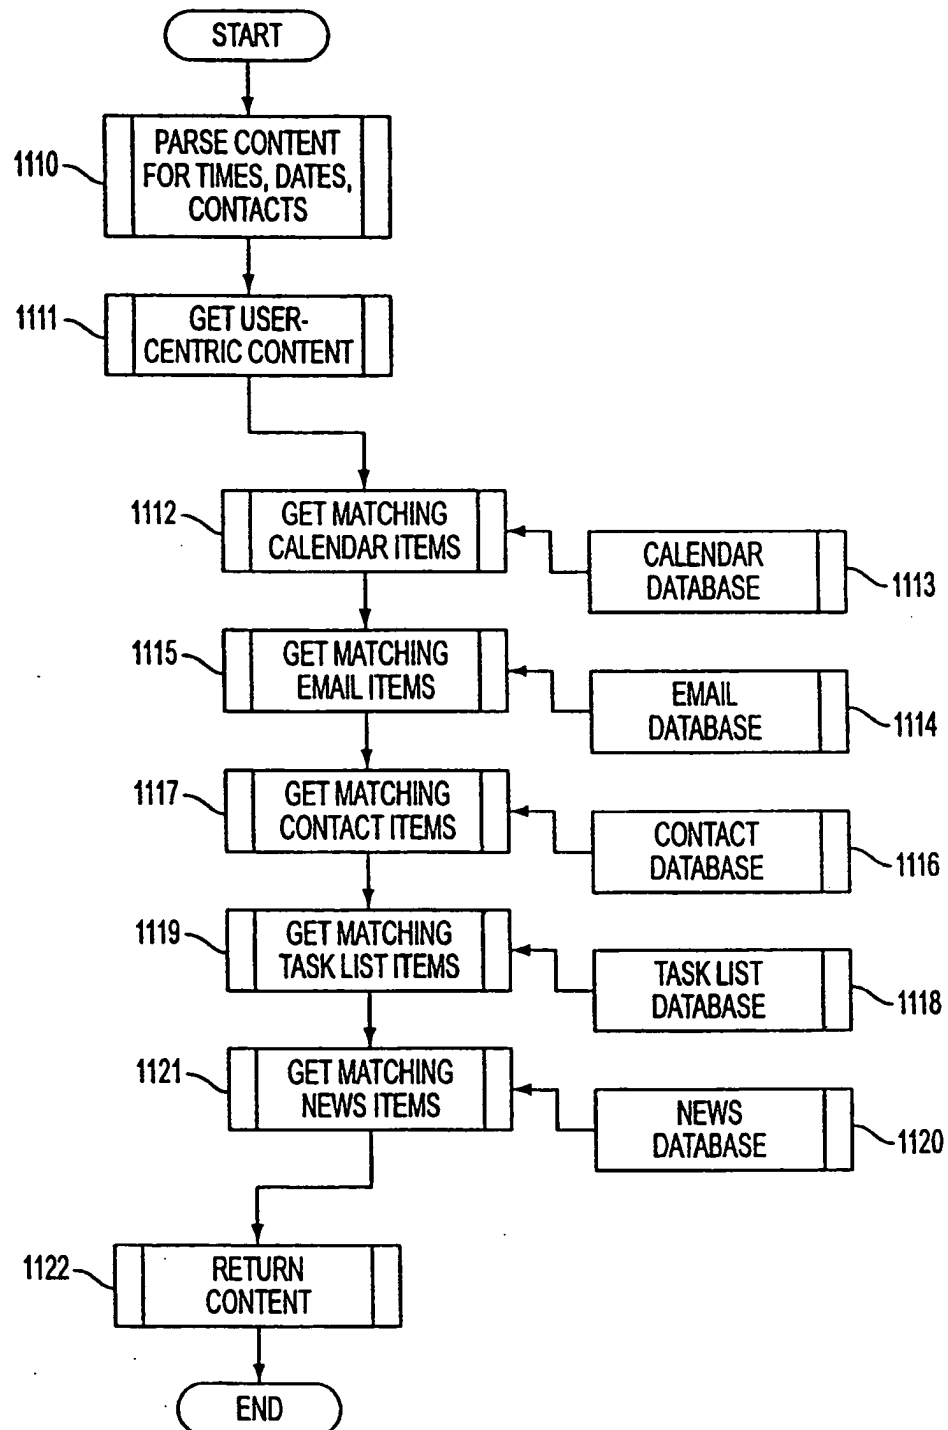 START
1110
PARSE CONTENT
FOR TIMES, DATES,
CONTACTS
1111
GET USER-
CENTRIC CONTENT
1112
GET MATCHING
CALENDAR ITEMS
CALENDAR
DATABASE
1113
1115
GET MATCHING
EMAIL ITEMS
EMAIL
DATABASE
1114
1117
GET MATCHING
CONTACT ITEMS
CONTACT
DATABASE
1116
1119
GET MATCHING
TASK LIST ITEMS
TASK LIST
DATABASE
1118
1121
GET MATCHING
NEWS ITEMS
NEWS
DATABASE
1120
1122
RETURN
CONTENT
END